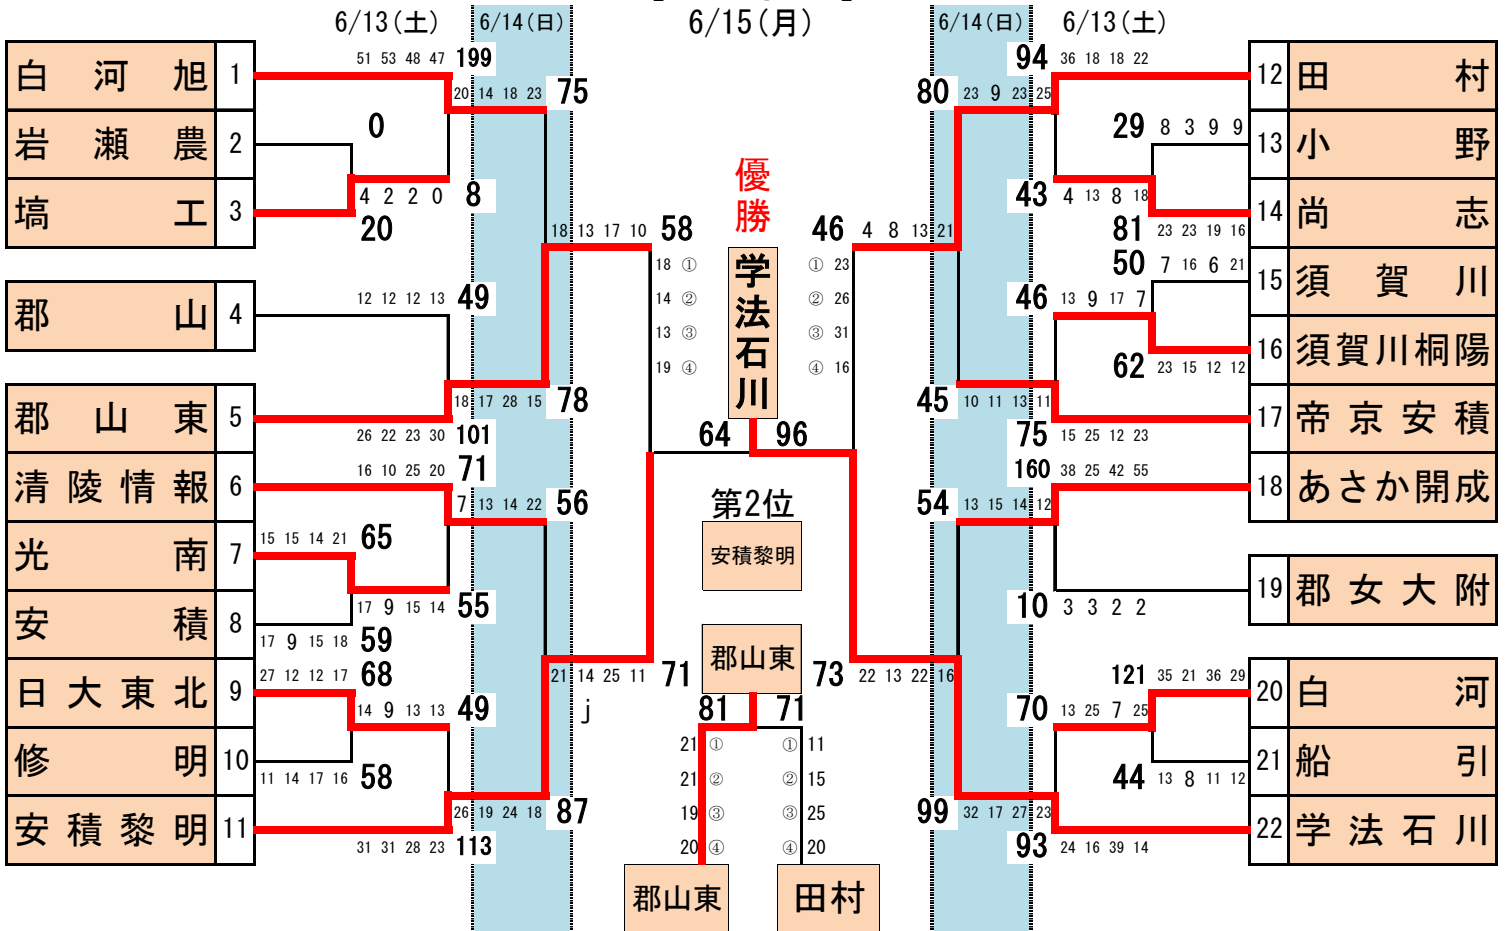 6/13(土) 6/14(日) 6/15(月) 6/14(日) 6/13(土)
白河旭 1
51 53 48 47 199
20 14 18 23 75
岩瀬農 2
0
塙工 3
4 2 2 0 8
20
18 13 17 10 58
郡山 4
12 12 12 13 49
郡山東 5
18 17 28 15 78
26 22 23 30 101
清陵情報 6
16 10 25 20 71
7 13 14 22 56
光南 7
15 15 14 21 65
安積 8
17 9 15 14 55
17 9 15 18 59
日大東北 9
27 12 12 17 68
14 9 13 13 49
修明 10
11 14 17 16 58
安積黎明 11
26 19 24 18 87
31 31 28 23 113
21 14 25 11 71
j
優勝
学法石川
18 ① ① 23
14 ② ② 26
13 ③ ③ 31
19 ④ ④ 16
64 96
第2位
安積黎明
郡山東
81 71
21 ① ① 11
21 ② ② 15
19 ③ ③ 25
20 ④ ④ 20
郡山東 田村
94 36 18 18 22
12 田村
80 23 9 23 25
29 8 3 9 9
13 小野
43 4 13 8 18
14 尚志
81 23 23 19 16
46 4 8 13 21
50 7 16 6 21
15 須賀川
46 13 9 17 7
16 須賀川桐陽
62 23 15 12 12
45 10 11 13 11
17 帝京安積
75 15 25 12 23
160 38 25 42 55
18 あさか開成
54 13 15 14 12
19 郡女大附
10 3 3 2 2
73 22 13 22 16
121 35 21 36 29
20 白河
70 13 25 7 25
21 船引
44 13 8 11 12
99 32 17 27 23
22 学法石川
93 24 16 39 14